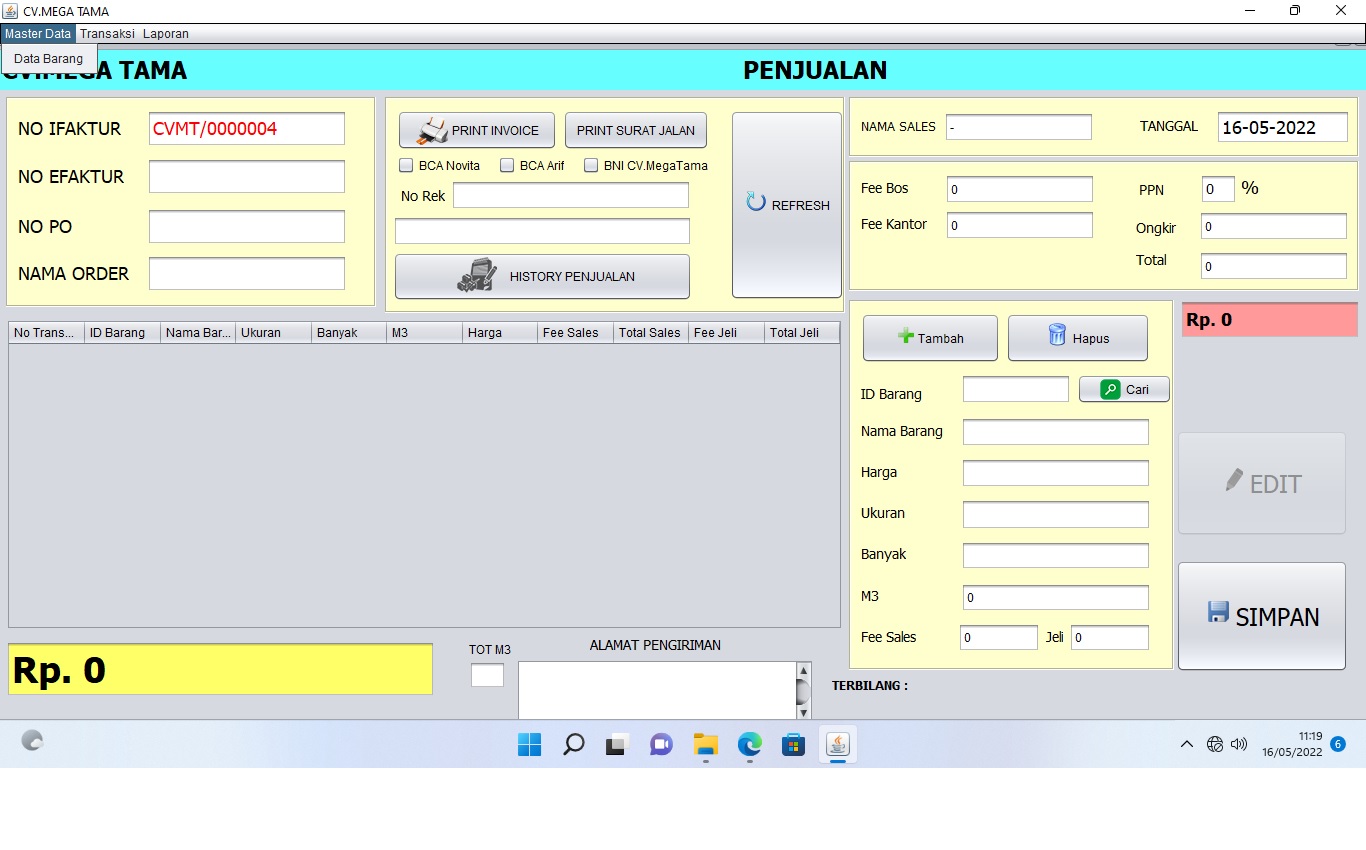 CV.MEGA TAMA
Master Data Transaksi Laporan
Data Barang
TAMA
PENJUALAN
NO IFAKTUR CVMT/0000004
NO EFAKTUR
NO PO
NAMA ORDER
PRINT INVOICE PRINT SURAT JALAN
BCA Novita BCA Arif BNI CV.MegaTama
No Rek
HISTORY PENJUALAN
REFRESH
NAMA SALES - TANGGAL 16-05-2022
Fee Bos 0 PPN 0 %
Fee Kantor 0 Ongkir 0
Total 0
No Trans... ID Barang Nama Bar... Ukuran Banyak M3 Harga Fee Sales Total Sales Fee Jeli Total Jeli
Tambah Hapus
Rp. 0
ID Barang Cari
Nama Barang
Harga
Ukuran
Banyak
M3 0
Fee Sales 0 Jeli 0
EDIT
SIMPAN
Rp. 0
TOT M3
ALAMAT PENGIRIMAN
TERBILANG :
11:19
16/05/2022
6